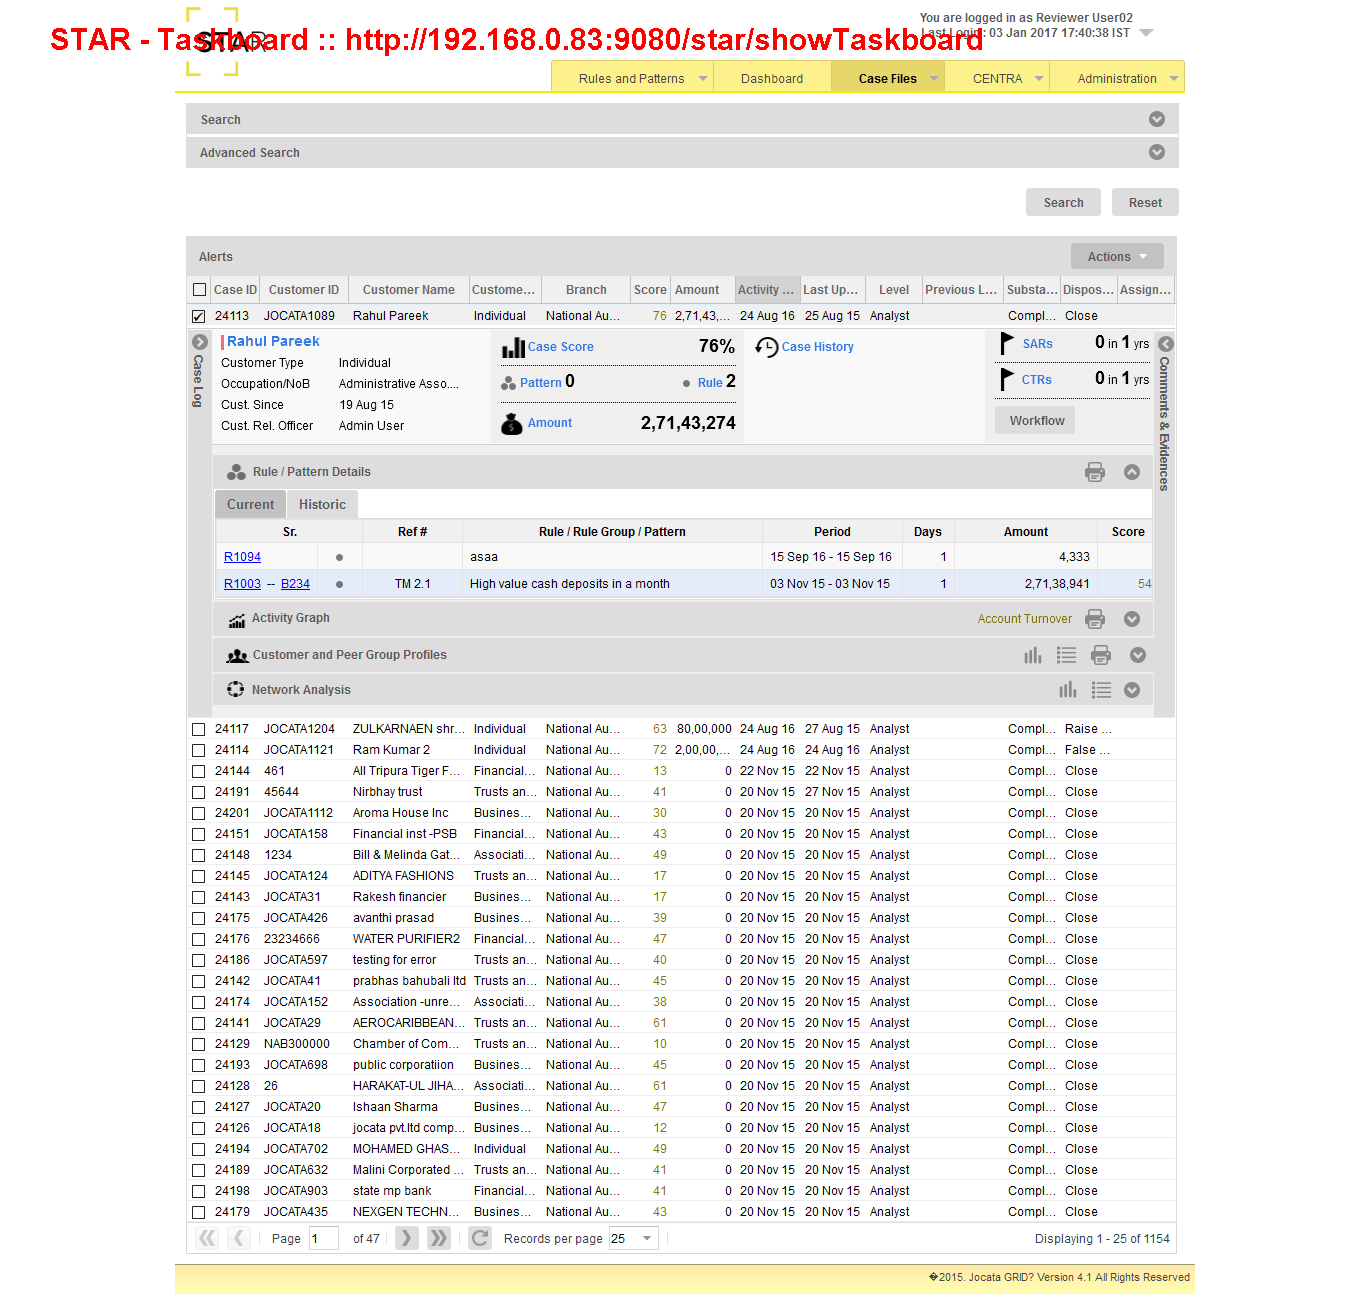 You are logged in as Reviewer User02
STAR - Taskboard :: http://192.168.0.83:9080/star/showTaskboard
STAR
Last Login : 03 Jan 2017 17:40:38 IST
Rules and Patterns Dashboard Case Files CENTRA Administration
Search
Advanced Search
Search Reset
Alerts Actions
Case ID Customer ID Customer Name Custome... Branch Score Amount Activity ... Last Up... Level Previous L... Substa... Dispos... Assign...
24113 JOCATA1089 Rahul Pareek Individual National Au... 76 2,71,43,... 24 Aug 16 25 Aug 15 Analyst Compl... Close
Case Log
Rahul Pareek
Customer Type Individual
Occupation/NoB Administrative Asso....
Cust. Since 19 Aug 15
Cust. Rel. Officer Admin User
Case Score 76%
Pattern 0 Rule 2
Amount 2,71,43,274
Case History
SARs 0 in 1 yrs
CTRs 0 in 1 yrs
Workflow
Comments & Evidences
Rule / Pattern Details
Current Historic
Sr. Ref # Rule / Rule Group / Pattern Period Days Amount Score
R1094 asaa 15 Sep 16 - 15 Sep 16 1 4,333
R1003 -- B234 TM 2.1 High value cash deposits in a month 03 Nov 15 - 03 Nov 15 1 2,71,38,941 54
Activity Graph Account Turnover
Customer and Peer Group Profiles
Network Analysis
24117 JOCATA1204 ZULKARNAEN shr... Individual National Au... 63 80,00,000 24 Aug 16 27 Aug 15 Analyst Compl... Raise ...
24114 JOCATA1121 Ram Kumar 2 Individual National Au... 72 2,00,00,... 24 Aug 16 24 Aug 16 Analyst Compl... False ...
24144 461 All Tripura Tiger F... Financial... National Au... 13 0 22 Nov 15 22 Nov 15 Analyst Compl... Close
24191 45644 Nirbhay trust Trusts an... National Au... 41 0 20 Nov 15 27 Nov 15 Analyst Compl... Close
24201 JOCATA1112 Aroma House Inc Busines... National Au... 30 0 20 Nov 15 20 Nov 15 Analyst Compl... Close
24151 JOCATA158 Financial inst -PSB Financial... National Au... 43 0 20 Nov 15 20 Nov 15 Analyst Compl... Close
24148 1234 Bill & Melinda Gat... Associati... National Au... 49 0 20 Nov 15 20 Nov 15 Analyst Compl... Close
24145 JOCATA124 ADITYA FASHIONS Trusts an... National Au... 17 0 20 Nov 15 20 Nov 15 Analyst Compl... Close
24143 JOCATA31 Rakesh financier Busines... National Au... 17 0 20 Nov 15 20 Nov 15 Analyst Compl... Close
24175 JOCATA426 avanthi prasad Busines... National Au... 39 0 20 Nov 15 20 Nov 15 Analyst Compl... Close
24176 23234666 WATER PURIFIER2 Financial... National Au... 47 0 20 Nov 15 20 Nov 15 Analyst Compl... Close
24186 JOCATA597 testing for error Trusts an... National Au... 40 0 20 Nov 15 20 Nov 15 Analyst Compl... Close
24142 JOCATA41 prabhas bahubali ltd Trusts an... National Au... 45 0 20 Nov 15 20 Nov 15 Analyst Compl... Close
24174 JOCATA152 Association -unre... Associati... National Au... 38 0 20 Nov 15 20 Nov 15 Analyst Compl... Close
24141 JOCATA29 AEROCARIBBEAN... Trusts an... National Au... 61 0 20 Nov 15 20 Nov 15 Analyst Compl... Close
24129 NAB300000 Chamber of Com... Trusts an... National Au... 10 0 20 Nov 15 20 Nov 15 Analyst Compl... Close
24193 JOCATA698 public corporatiion Busines... National Au... 45 0 20 Nov 15 20 Nov 15 Analyst Compl... Close
24128 26 HARAKAT-UL JIHA... Associati... National Au... 61 0 20 Nov 15 20 Nov 15 Analyst Compl... Close
24127 JOCATA20 Ishaan Sharma Busines... National Au... 47 0 20 Nov 15 20 Nov 15 Analyst Compl... Close
24126 JOCATA18 jocata pvt.ltd comp... Busines... National Au... 12 0 20 Nov 15 20 Nov 15 Analyst Compl... Close
24194 JOCATA702 MOHAMED GHAS... Individual National Au... 49 0 20 Nov 15 20 Nov 15 Analyst Compl... Close
24189 JOCATA632 Malini Corporated ... Trusts an... National Au... 41 0 20 Nov 15 20 Nov 15 Analyst Compl... Close
24198 JOCATA903 state mp bank Financial... National Au... 41 0 20 Nov 15 20 Nov 15 Analyst Compl... Close
24179 JOCATA435 NEXGEN TECHN... Busines... National Au... 43 0 20 Nov 15 20 Nov 15 Analyst Compl... Close
Page 1 of 47 Records per page 25 Displaying 1 - 25 of 1154
�2015. Jocata GRID? Version 4.1 All Rights Reserved